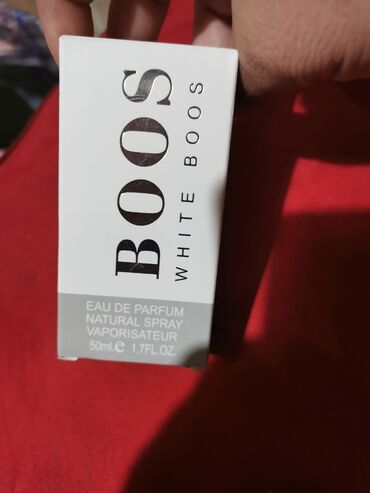 BOOS
WHITE BOOS
EAU DE PARFUM
NATURAL SPRAY
VAPORISATEUR
50ml.e 1.7FL.OZ.